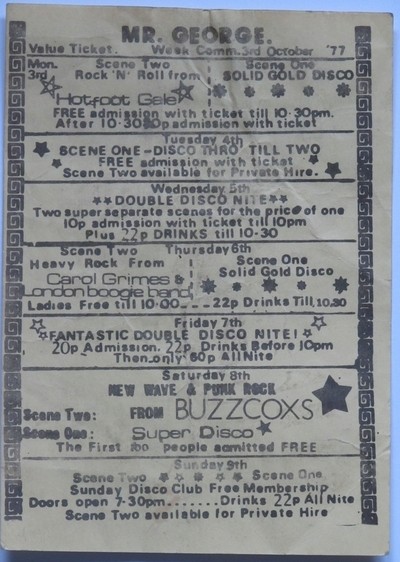 MR. GEORGE.
Value Ticket. Week Comm. 3rd October '77
Mon. 3rd Scene Two Scene One
Rock 'N' Roll from SOLID GOLD DISCO
Hotfoot Gale
FREE admission with ticket till 10·30pm.
After 10·30 20p admission with ticket
Tuesday 4th
SCENE ONE-DISCO THRO' TILL TWO
FREE admission with ticket
Scene Two available for Private Hire.
Wednesday 5th
DOUBLE DISCO NITE
Two super separate scenes for the price of one
10p admission with ticket till 10pm
Plus 22p DRINKS till 10·30
Scene Two Thursday 6th
Heavy Rock From Scene One
Carol Grimes & Solid Gold Disco
London boogie band
Ladies Free till 10·00 --- 22p Drinks Till 10.30
Friday 7th
FANTASTIC DOUBLE DISCO NITE!
20p Admission. 22p Drinks Before 10pm
Then only 60p All Nite
Saturday 8th
NEW WAVE & PUNK ROCK
Scene Two: FROM BUZZCOXS
Scene One: Super Disco
The First 100 people admitted FREE
Sunday 9th
Scene Two Scene One
Sunday Disco Club Free Membership
Doors open 7-30pm.......Drinks 22p All Nite
Scene Two available for Private Hire